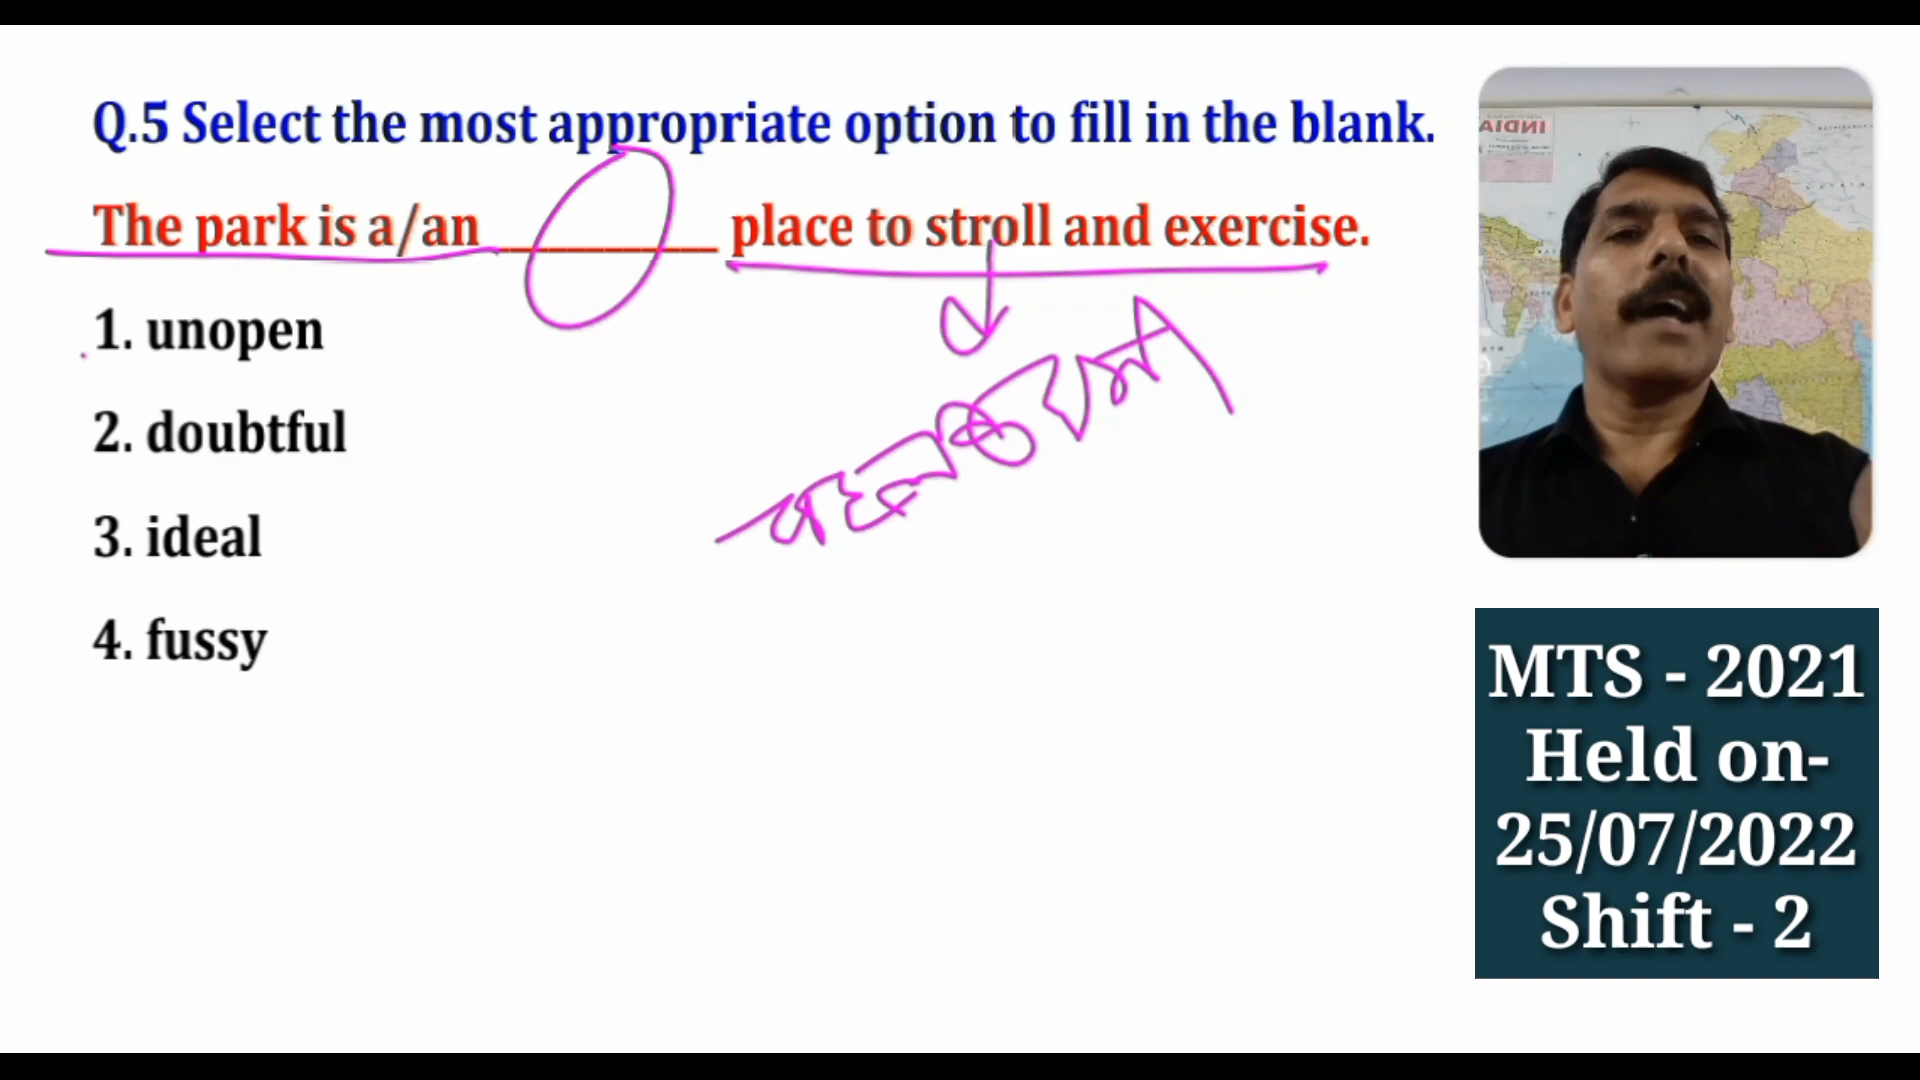 Q.5 Select the most appropriate option to fill in the blank.
The park is a/an __________ place to stroll and exercise.
1. unopen
2. doubtful
3. ideal
4. fussy
INDIA
MTS - 2021
Held on-
25/07/2022
Shift - 2